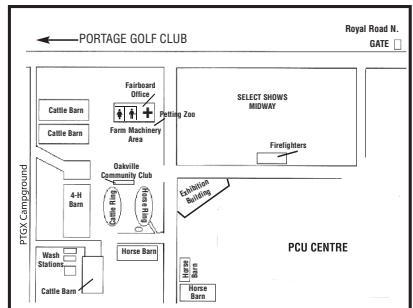 PORTAGE GOLF CLUB
Royal Road N.
GATE
Fairboard
Office
Cattle Barn
Petting Zoo
Cattle Barn
Farm Machinery
Area
SELECT SHOWS
MIDWAY
Firefighters
Oakville
Community Club
PTGX Campground
4-H
Barn
Cattle Ring
Horse Ring
Exhibition
Building
PCU CENTRE
Wash
Stations
Horse Barn
Cattle Barn
Horse
Barn
Horse
Barn